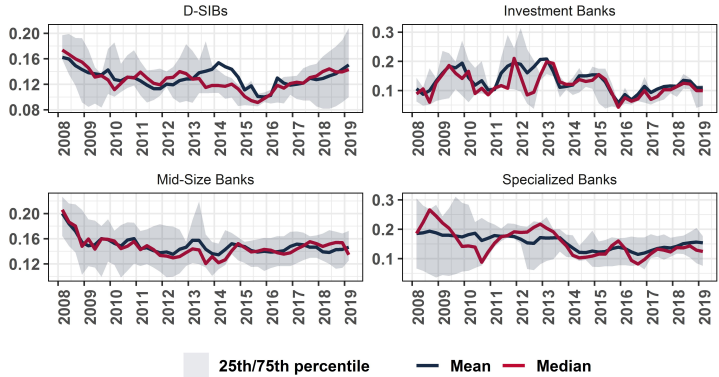 D-SIBs
0.20
0.16
0.12
0.08
2008 2009 2010 2011 2012 2013 2014 2015 2016 2017 2018 2019
Investment Banks
0.3
0.2
0.1
2008 2009 2010 2011 2012 2013 2014 2015 2016 2017 2018 2019
Mid-Size Banks
0.20
0.16
0.12
2008 2009 2010 2011 2012 2013 2014 2015 2016 2017 2018 2019
Specialized Banks
0.3
0.2
0.1
2008 2009 2010 2011 2012 2013 2014 2015 2016 2017 2018 2019
25th/75th percentile Mean Median